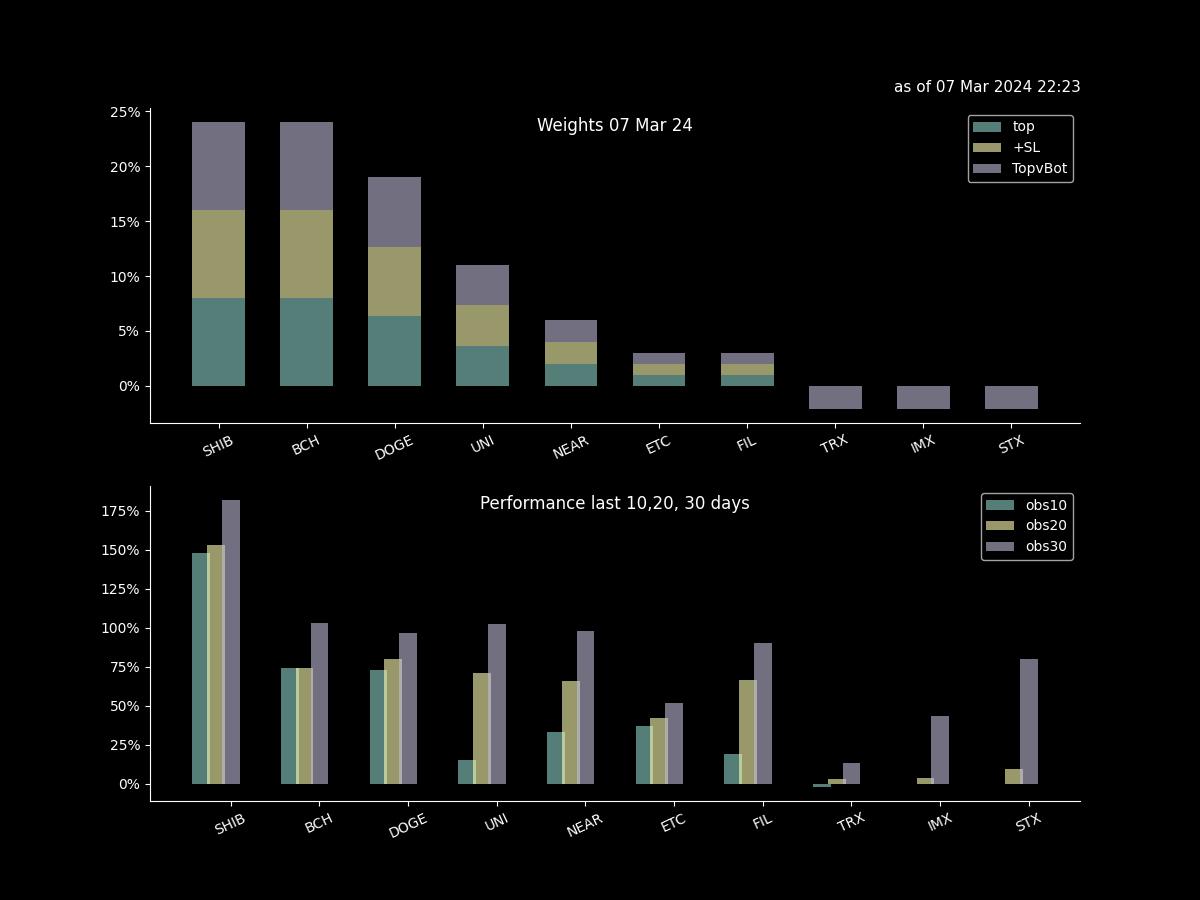 as of 07 Mar 2024 22:23
Weights 07 Mar 24
25%
20%
15%
10%
5%
0%
top
+SL
TopvBot
SHIB BCH DOGE UNI NEAR ETC FIL TRX IMX STX
Performance last 10,20, 30 days
175%
150%
125%
100%
75%
50%
25%
0%
obs10
obs20
obs30
SHIB BCH DOGE UNI NEAR ETC FIL TRX IMX STX